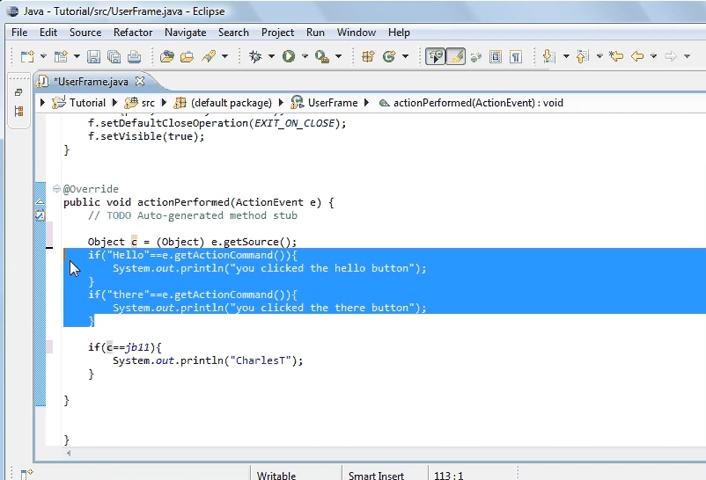 Java - Tutorial/src/UserFrame.java - Eclipse
File Edit Source Refactor Navigate Search Project Run Window Help
*UserFrame.java
Tutorial src (default package) UserFrame actionPerformed(ActionEvent) : void
f.setDefaultCloseOperation(EXIT_ON_CLOSE);
f.setVisible(true);
}
@Override
public void actionPerformed(ActionEvent e) {
// TODO Auto-generated method stub
Object c = (Object) e.getSource();
if("Hello"==e.getActionCommand()){
System.out.println("you clicked the hello button");
}
if("there"==e.getActionCommand()){
System.out.println("you clicked the there button");
}
if(c==jb11){
System.out.println("CharlesT");
}
}
}
Writable Smart Insert 113 : 1